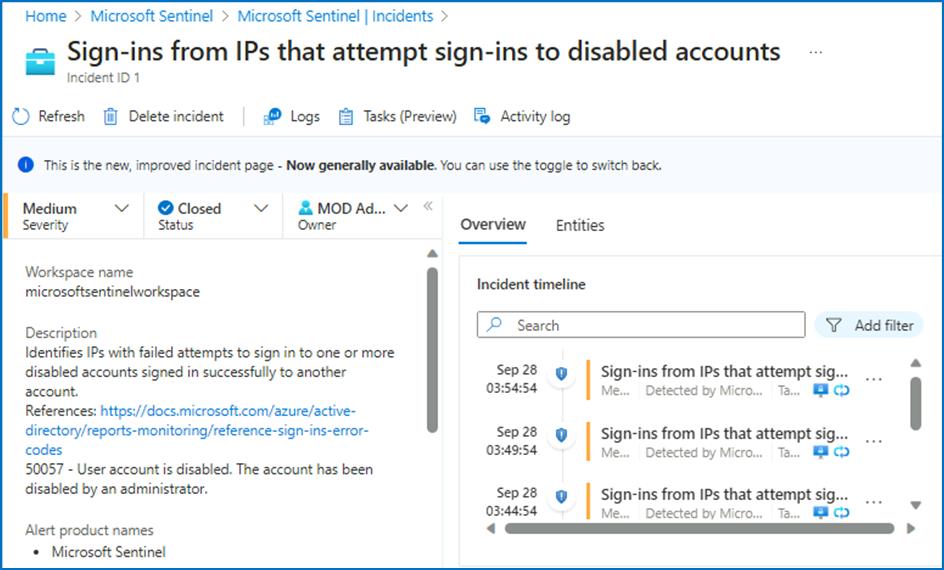 Home > Microsoft Sentinel > Microsoft Sentinel | Incidents >
Sign-ins from IPs that attempt sign-ins to disabled accounts ...
Incident ID 1
Refresh Delete incident Logs Tasks (Preview) Activity log
This is the new, improved incident page - Now generally available. You can use the toggle to switch back.
Medium
Severity
Closed
Status
MOD Ad...
Owner
«
Workspace name
microsoftsentinelworkspace
Description
Identifies IPs with failed attempts to sign in to one or more
disabled accounts signed in successfully to another
account.
References: https://docs.microsoft.com/azure/active-
directory/reports-monitoring/reference-sign-ins-error-
codes
50057 - User account is disabled. The account has been
disabled by an administrator.
Alert product names
• Microsoft Sentinel
Overview Entities
Incident timeline
Search Add filter
Sep 28
03:54:54
Sign-ins from IPs that attempt sig... ...
Me... Detected by Micro... Ta...
Sep 28
03:49:54
Sign-ins from IPs that attempt sig... ...
Me... Detected by Micro... Ta...
Sep 28
03:44:54
Sign-ins from IPs that attempt sig... ...
Me... Detected by Micro... Ta...